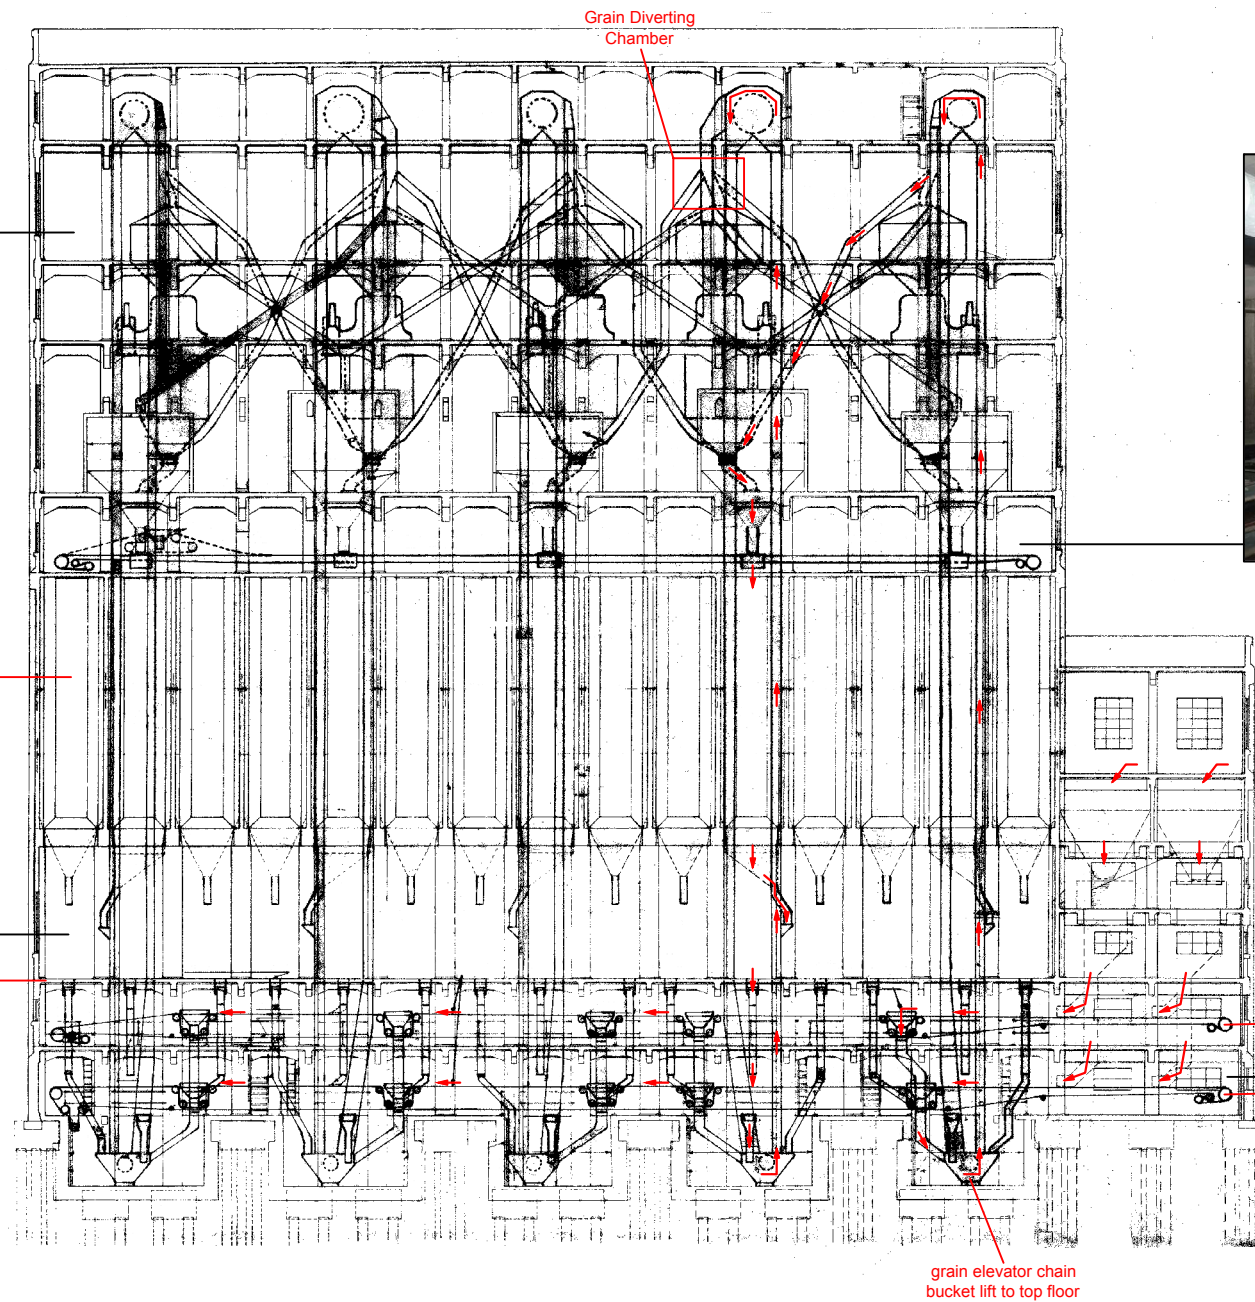 Grain Diverting
Chamber
grain elevator chain
bucket lift to top floor